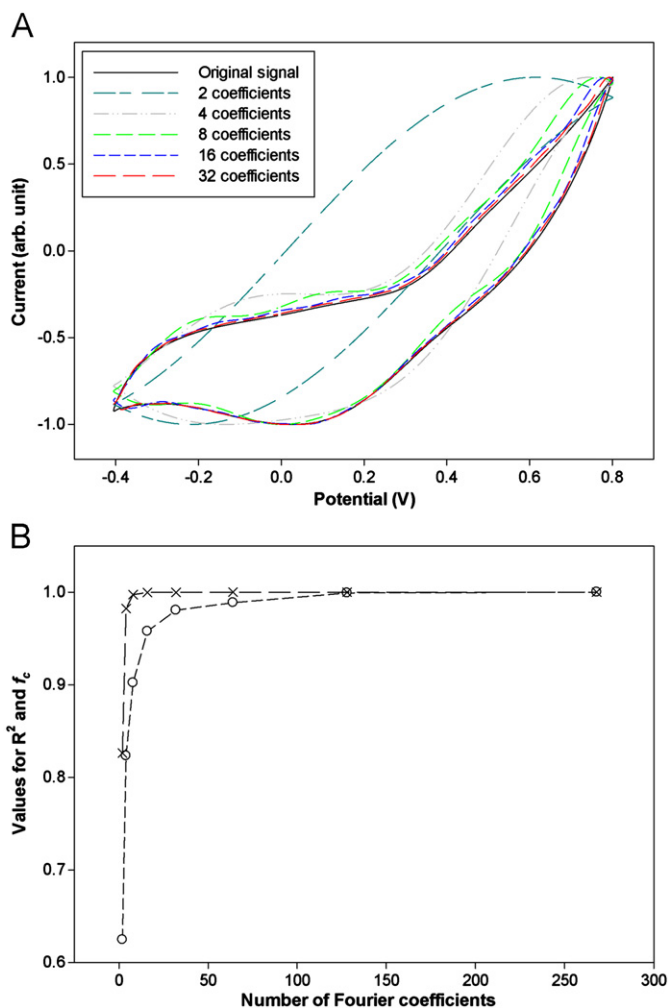 A
Original signal
2 coefficients
4 coefficients
8 coefficients
16 coefficients
32 coefficients
Current (arb. unit)
1.0
0.5
0.0
-0.5
-1.0
-0.4 -0.2 0.0 0.2 0.4 0.6 0.8
Potential (V)
B
Values for R² and fc
1.0
0.9
0.8
0.7
0.6
0 50 100 150 200 250 300
Number of Fourier coefficients